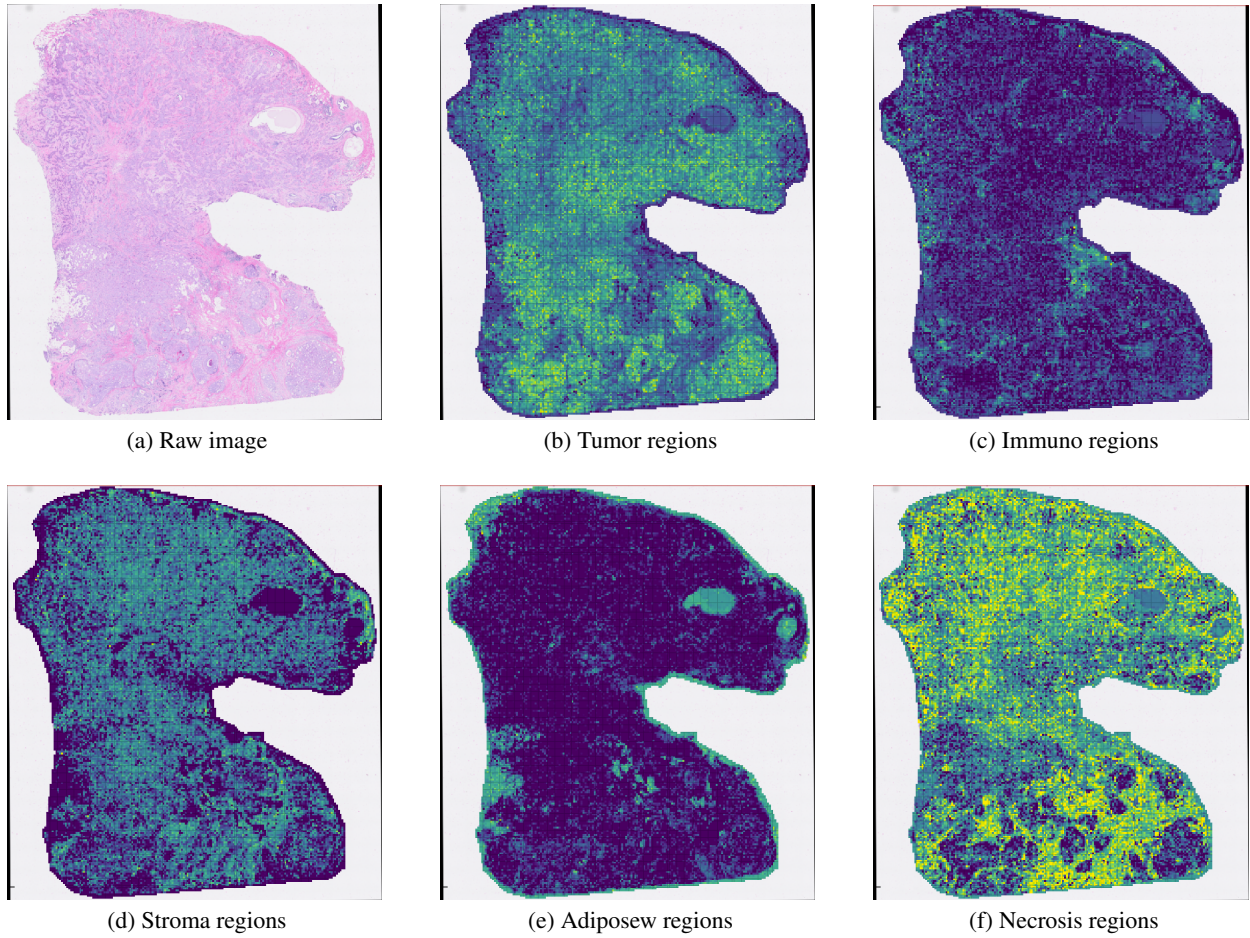 (a) Raw image
(b) Tumor regions
(c) Immuno regions
(d) Stroma regions
(e) Adiposew regions
(f) Necrosis regions